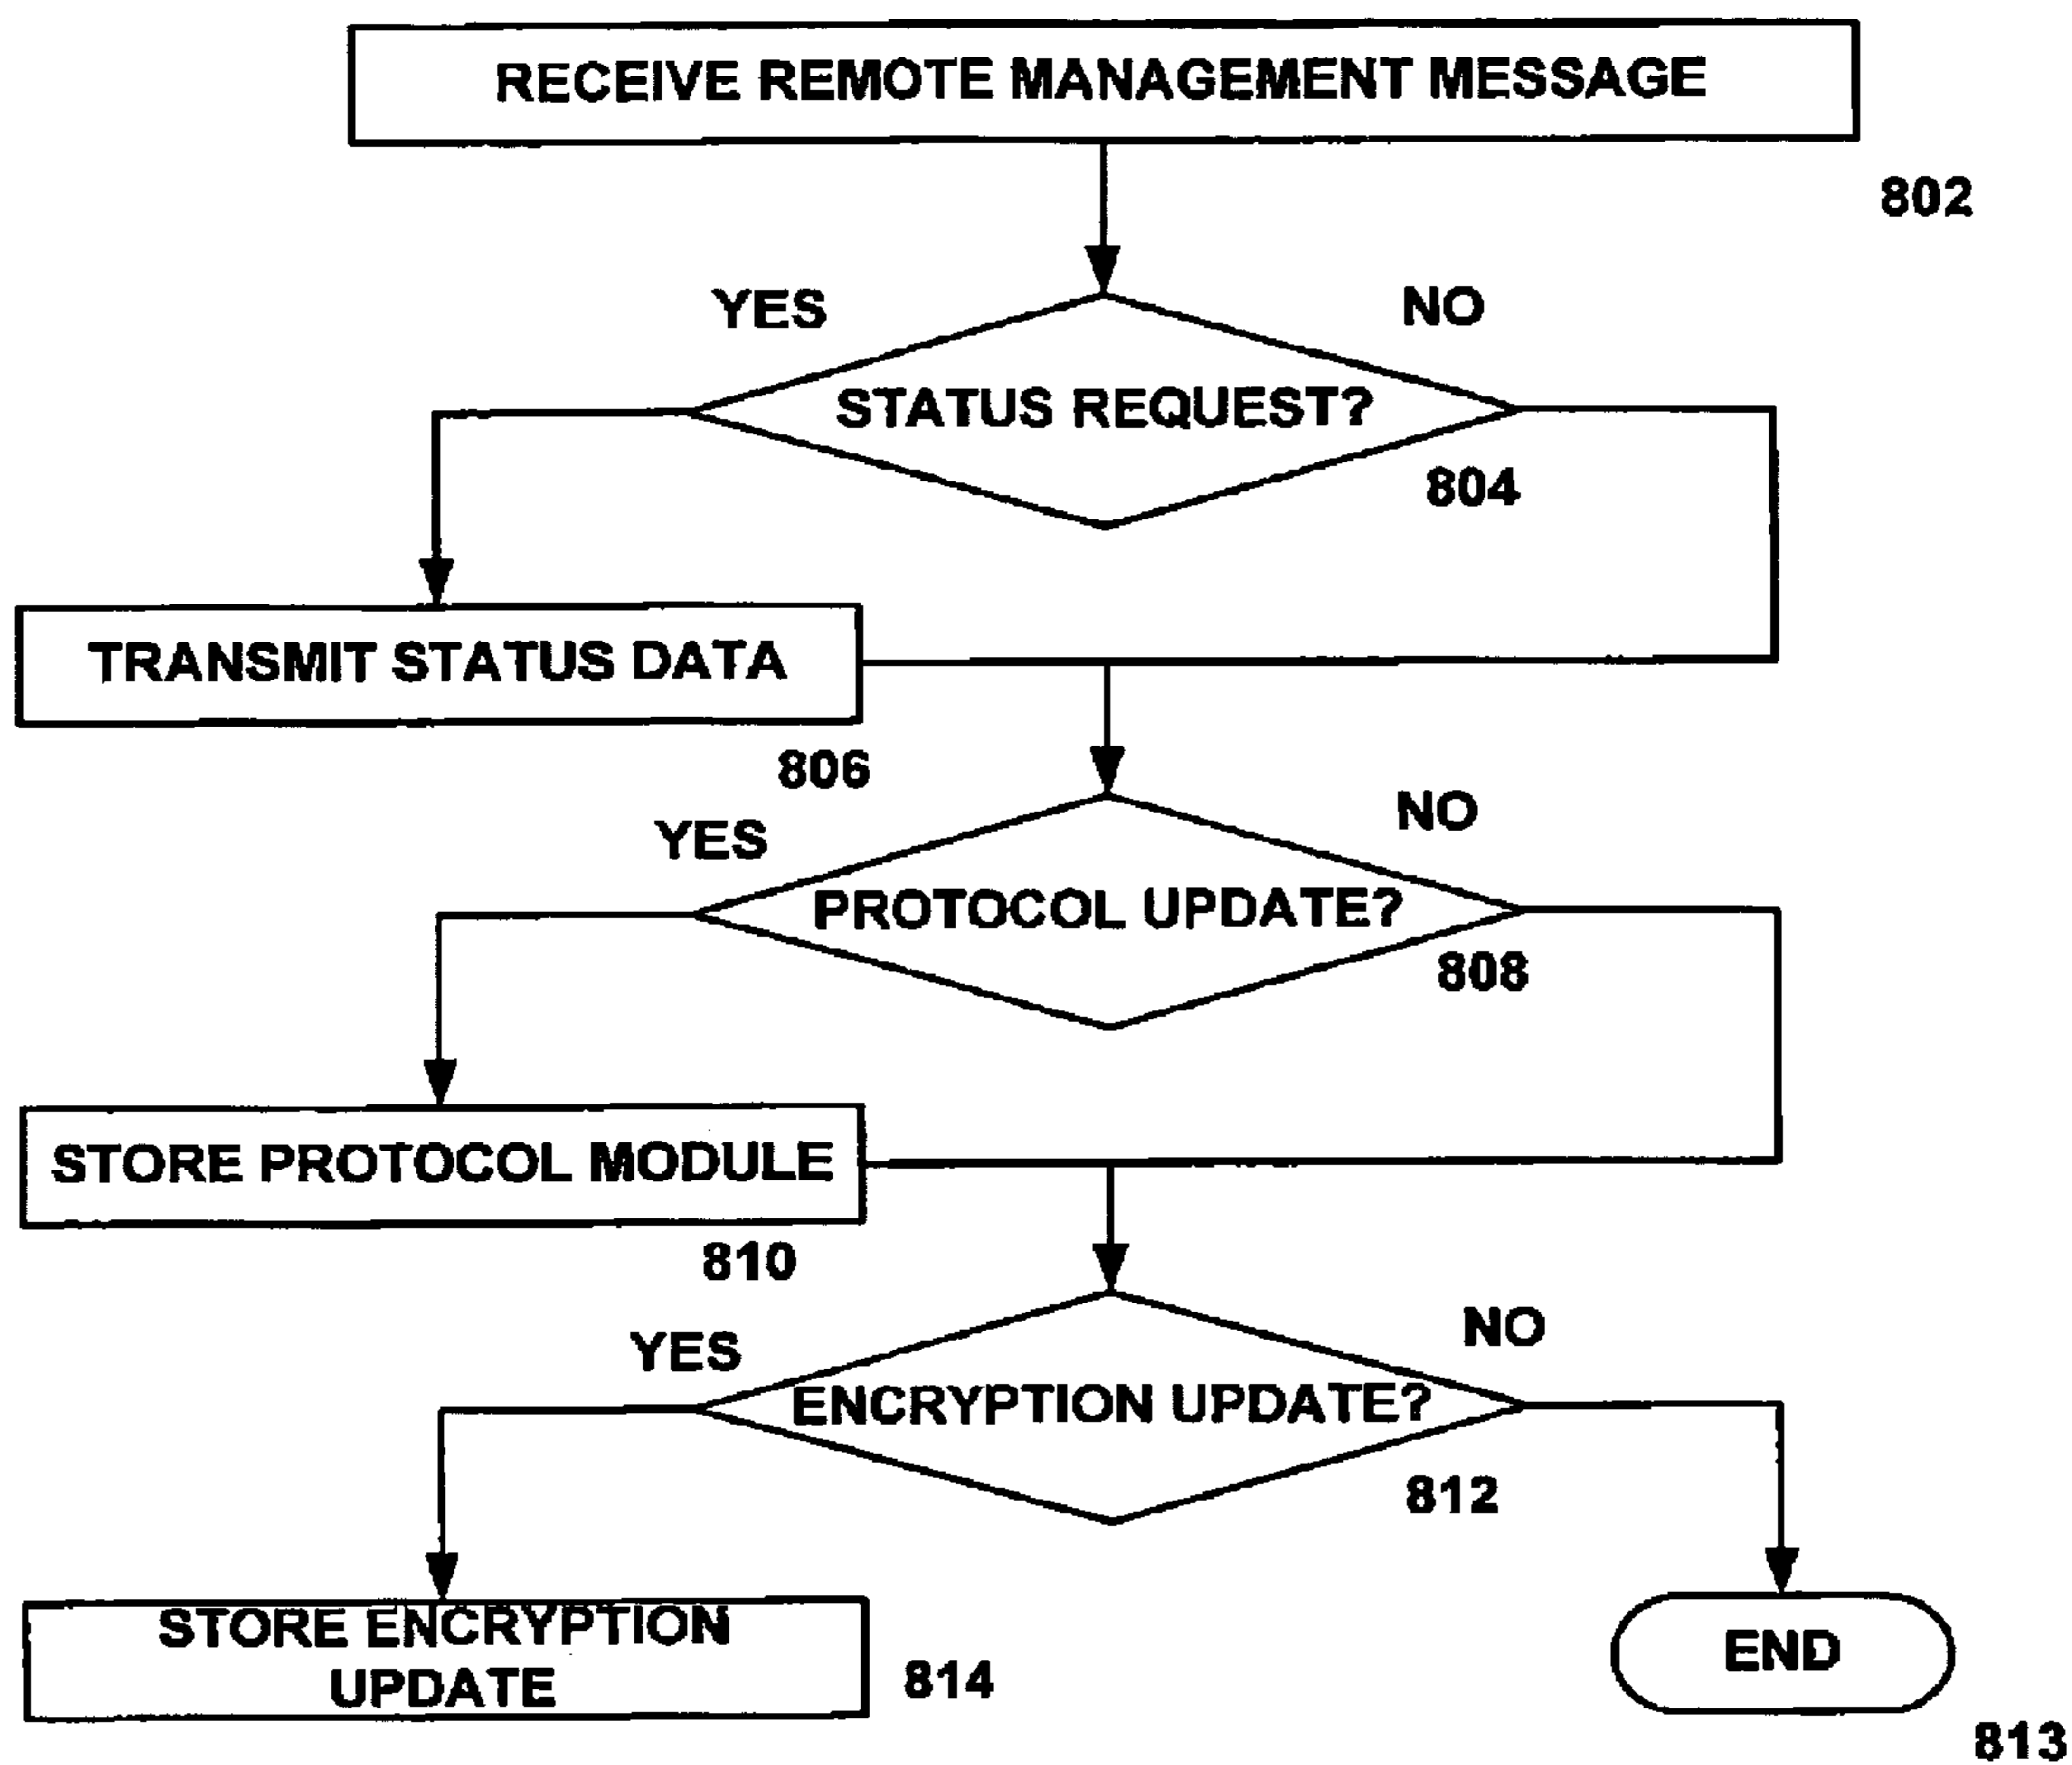 RECEIVE REMOTE MANAGEMENT MESSAGE
802
YES
NO
STATUS REQUEST?
804
TRANSMIT STATUS DATA
806
YES
NO
PROTOCOL UPDATE?
808
STORE PROTOCOL MODULE
810
YES
NO
ENCRYPTION UPDATE?
812
STORE ENCRYPTION
UPDATE
814
END
813